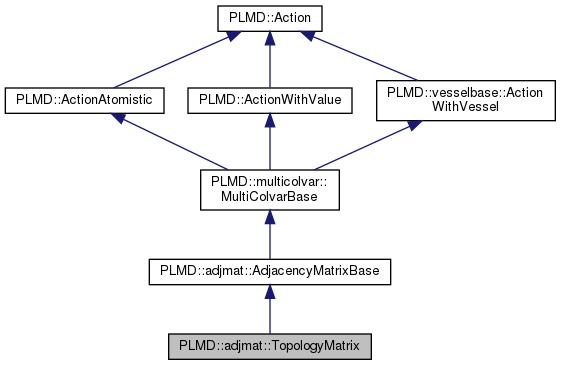 PLMD::Action
PLMD::ActionAtomistic
PLMD::ActionWithValue
PLMD::vesselbase::Action
WithVessel
PLMD::multicolvar::
MultiColvarBase
PLMD::adjmat::AdjacencyMatrixBase
PLMD::adjmat::TopologyMatrix